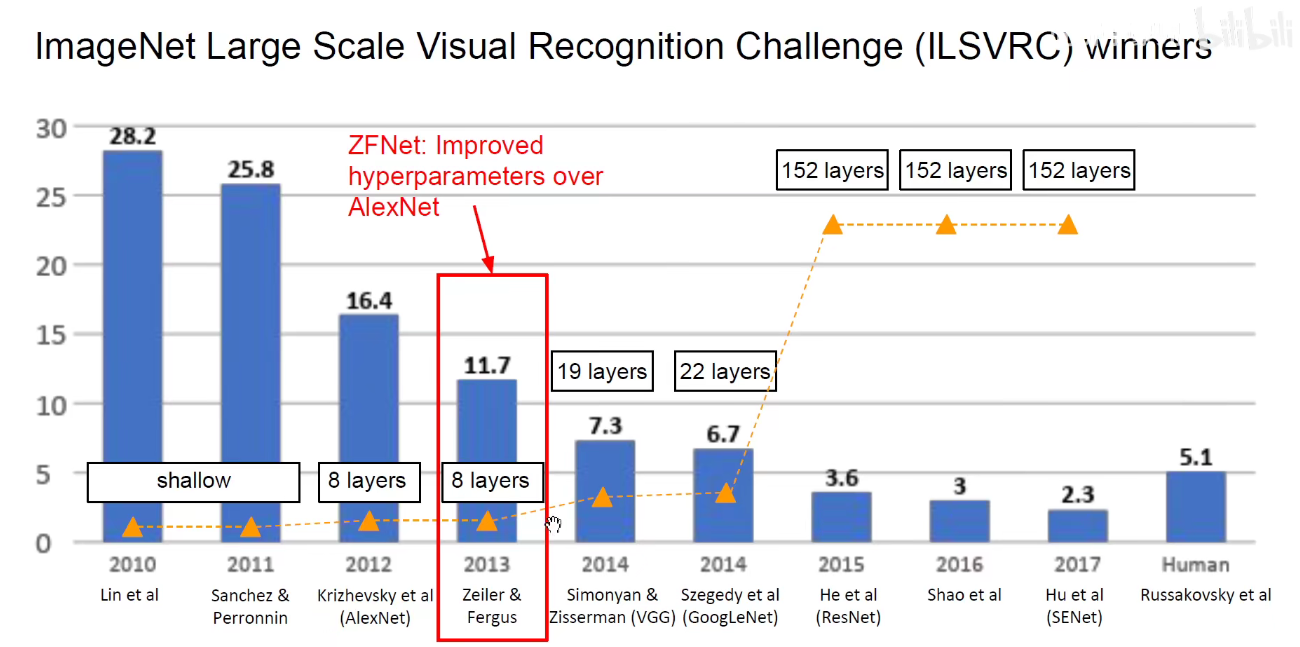 ImageNet Large Scale Visual Recognition Challenge (ILSVRC) winners
bilibili
30
25
20
15
10
5
0
28.2
25.8
16.4
11.7
7.3
6.7
3.6
3
2.3
5.1
ZFNet: Improved
hyperparameters over
AlexNet
shallow
8 layers
8 layers
19 layers
22 layers
152 layers
152 layers
152 layers
2010
Lin et al
2011
Sanchez &
Perronnin
2012
Krizhevsky et al
(AlexNet)
2013
Zeiler &
Fergus
2014
Simonyan &
Zisserman (VGG)
2014
Szegedy et al
(GoogLeNet)
2015
He et al
(ResNet)
2016
Shao et al
2017
Hu et al
(SENet)
Human
Russakovsky et al